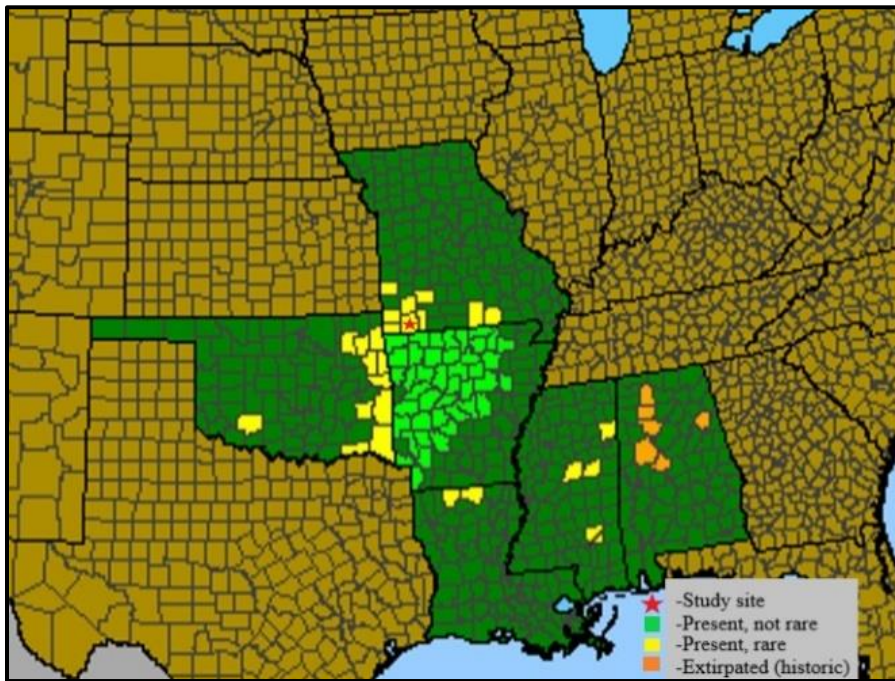 -Study site
-Present, not rare
-Present, rare
-Extirpated (historic)